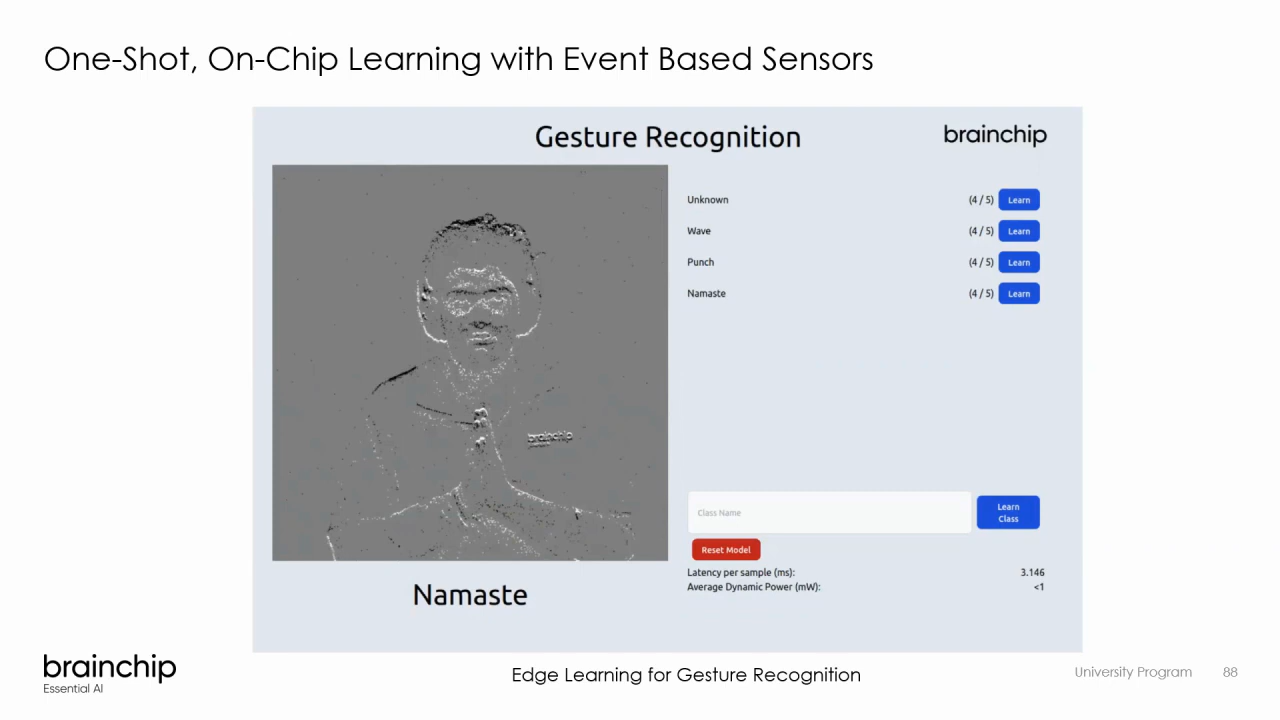 One-Shot, On-Chip Learning with Event Based Sensors
Gesture Recognition
brainchip
Unknown (4 / 5) Learn
Wave (4 / 5) Learn
Punch (4 / 5) Learn
Namaste (4 / 5) Learn
brainchip
Class Name
Learn
Class
Reset Model
Latency per sample (ms): 3.146
Average Dynamic Power (mW): <1
Namaste
brainchip
Essential AI
Edge Learning for Gesture Recognition
University Program 88